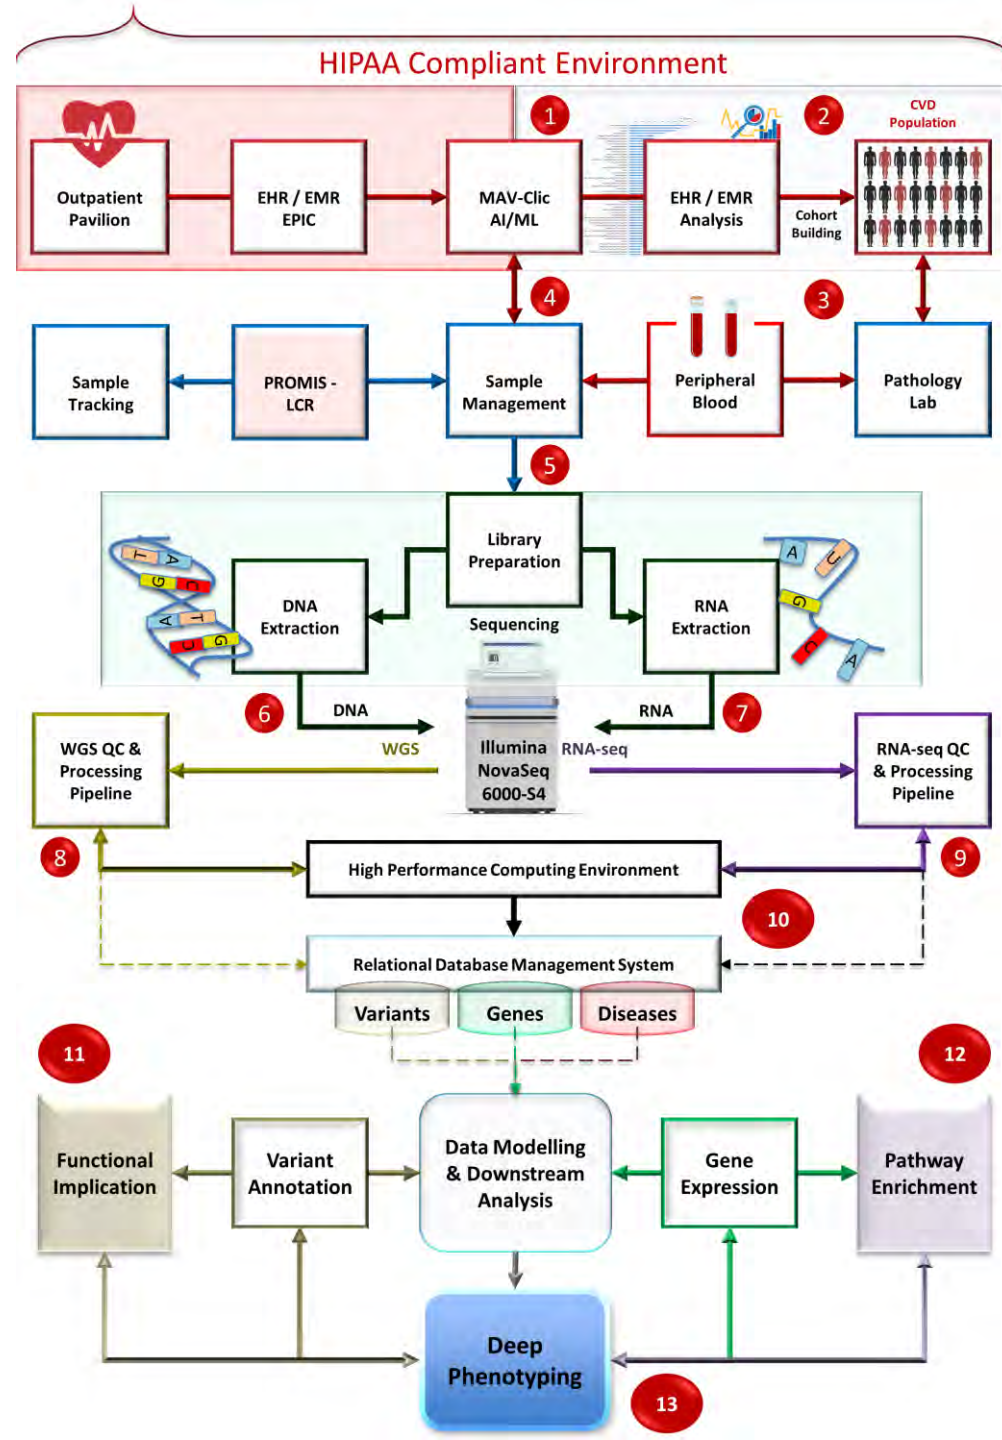 HIPAA Compliant Environment
1
2
CVD
Population
Outpatient
Pavilion
EHR / EMR
EPIC
MAV-Clic
AI/ML
EHR / EMR
Analysis
Cohort
Building
4
3
Sample
Tracking
PROMIS -
LCR
Sample
Management
Peripheral
Blood
Pathology
Lab
5
Library
Preparation
T A
G C
A T
C G
DNA
Extraction
RNA
Extraction
A U
G
C
A
Sequencing
6
DNA
RNA
7
WGS QC &
Processing
Pipeline
WGS
Illumina
NovaSeq
6000-S4
RNA-seq
RNA-seq QC
& Processing
Pipeline
8
High Performance Computing Environment
9
10
Relational Database Management System
Variants
Genes
Diseases
11
12
Functional
Implication
Variant
Annotation
Data Modelling
& Downstream
Analysis
Gene
Expression
Pathway
Enrichment
Deep
Phenotyping
13